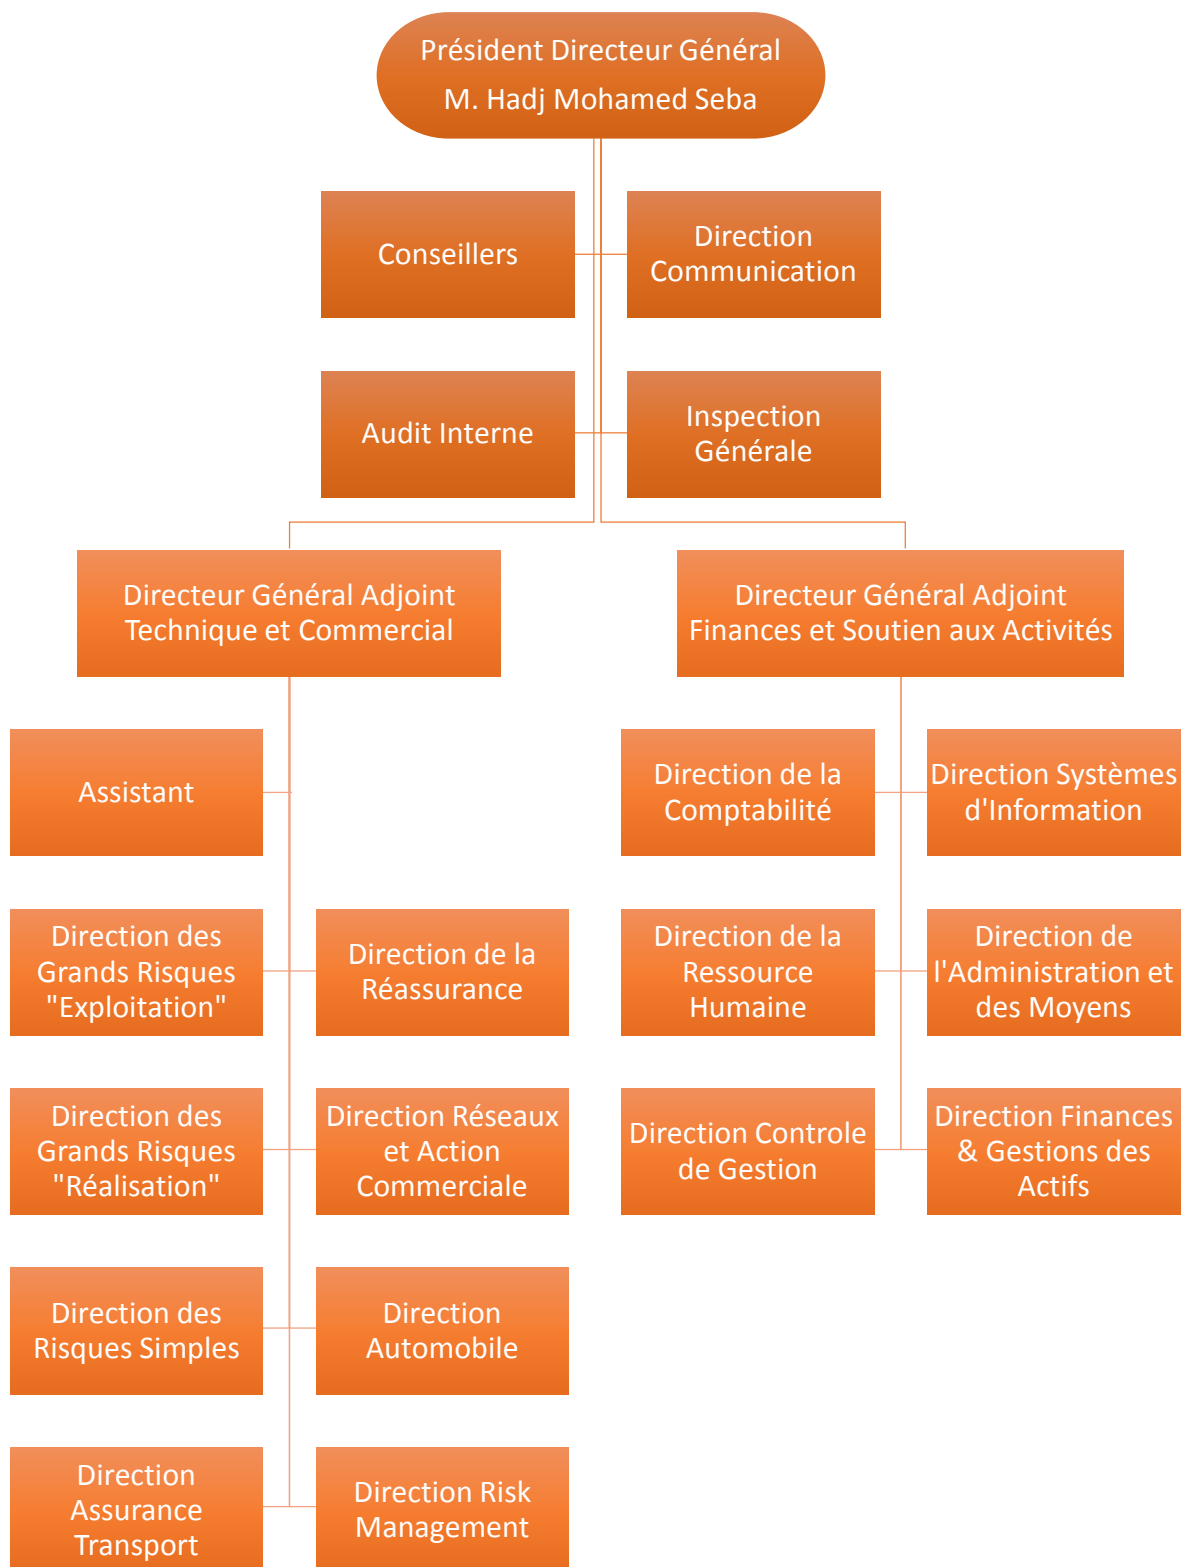 Président Directeur Général
M. Hadj Mohamed Seba
Conseillers
Direction
Communication
Audit Interne
Inspection
Générale
Directeur Général Adjoint
Technique et Commercial
Directeur Général Adjoint
Finances et Soutien aux Activités
Assistant
Direction des
Grands Risques
"Exploitation"
Direction de la
Réassurance
Direction des
Grands Risques
"Réalisation"
Direction Réseaux
et Action
Commerciale
Direction des
Risques Simples
Direction
Automobile
Direction
Assurance
Transport
Direction Risk
Management
Direction de la
Comptabilité
Direction Systèmes
d'Information
Direction de la
Ressource
Humaine
Direction de
l'Administration et
des Moyens
Direction Controle
de Gestion
Direction Finances
& Gestions des
Actifs